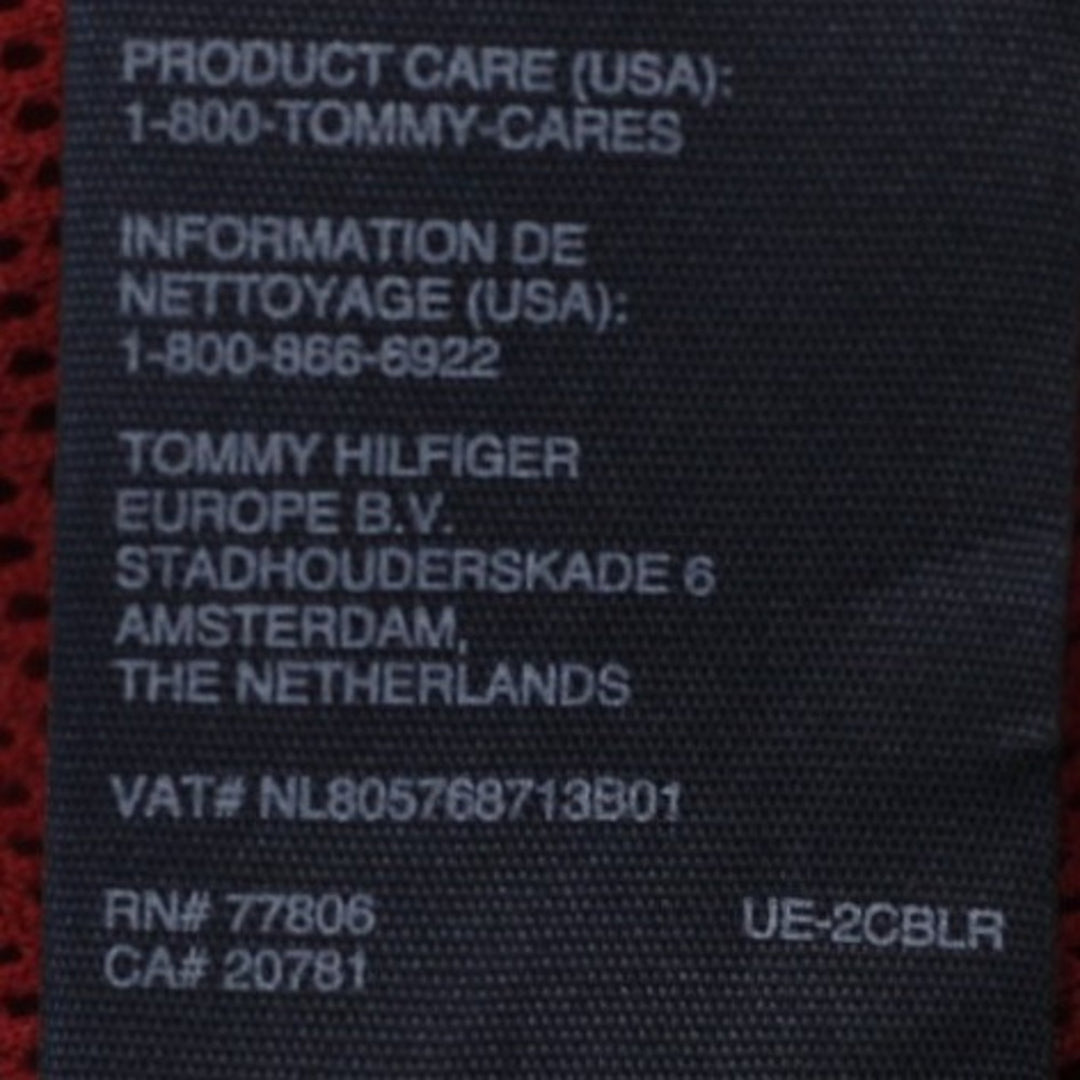 PRODUCT CARE (USA):
1-800-TOMMY-CARES
INFORMATION DE
NETTOYAGE (USA):
1-800-866-6922
TOMMY HILFIGER
EUROPE B.V.
STADHOUDERSKADE 6
AMSTERDAM,
THE NETHERLANDS
VAT# NL805768713B01
RN# 77806 UE-2CBLR
CA# 20781